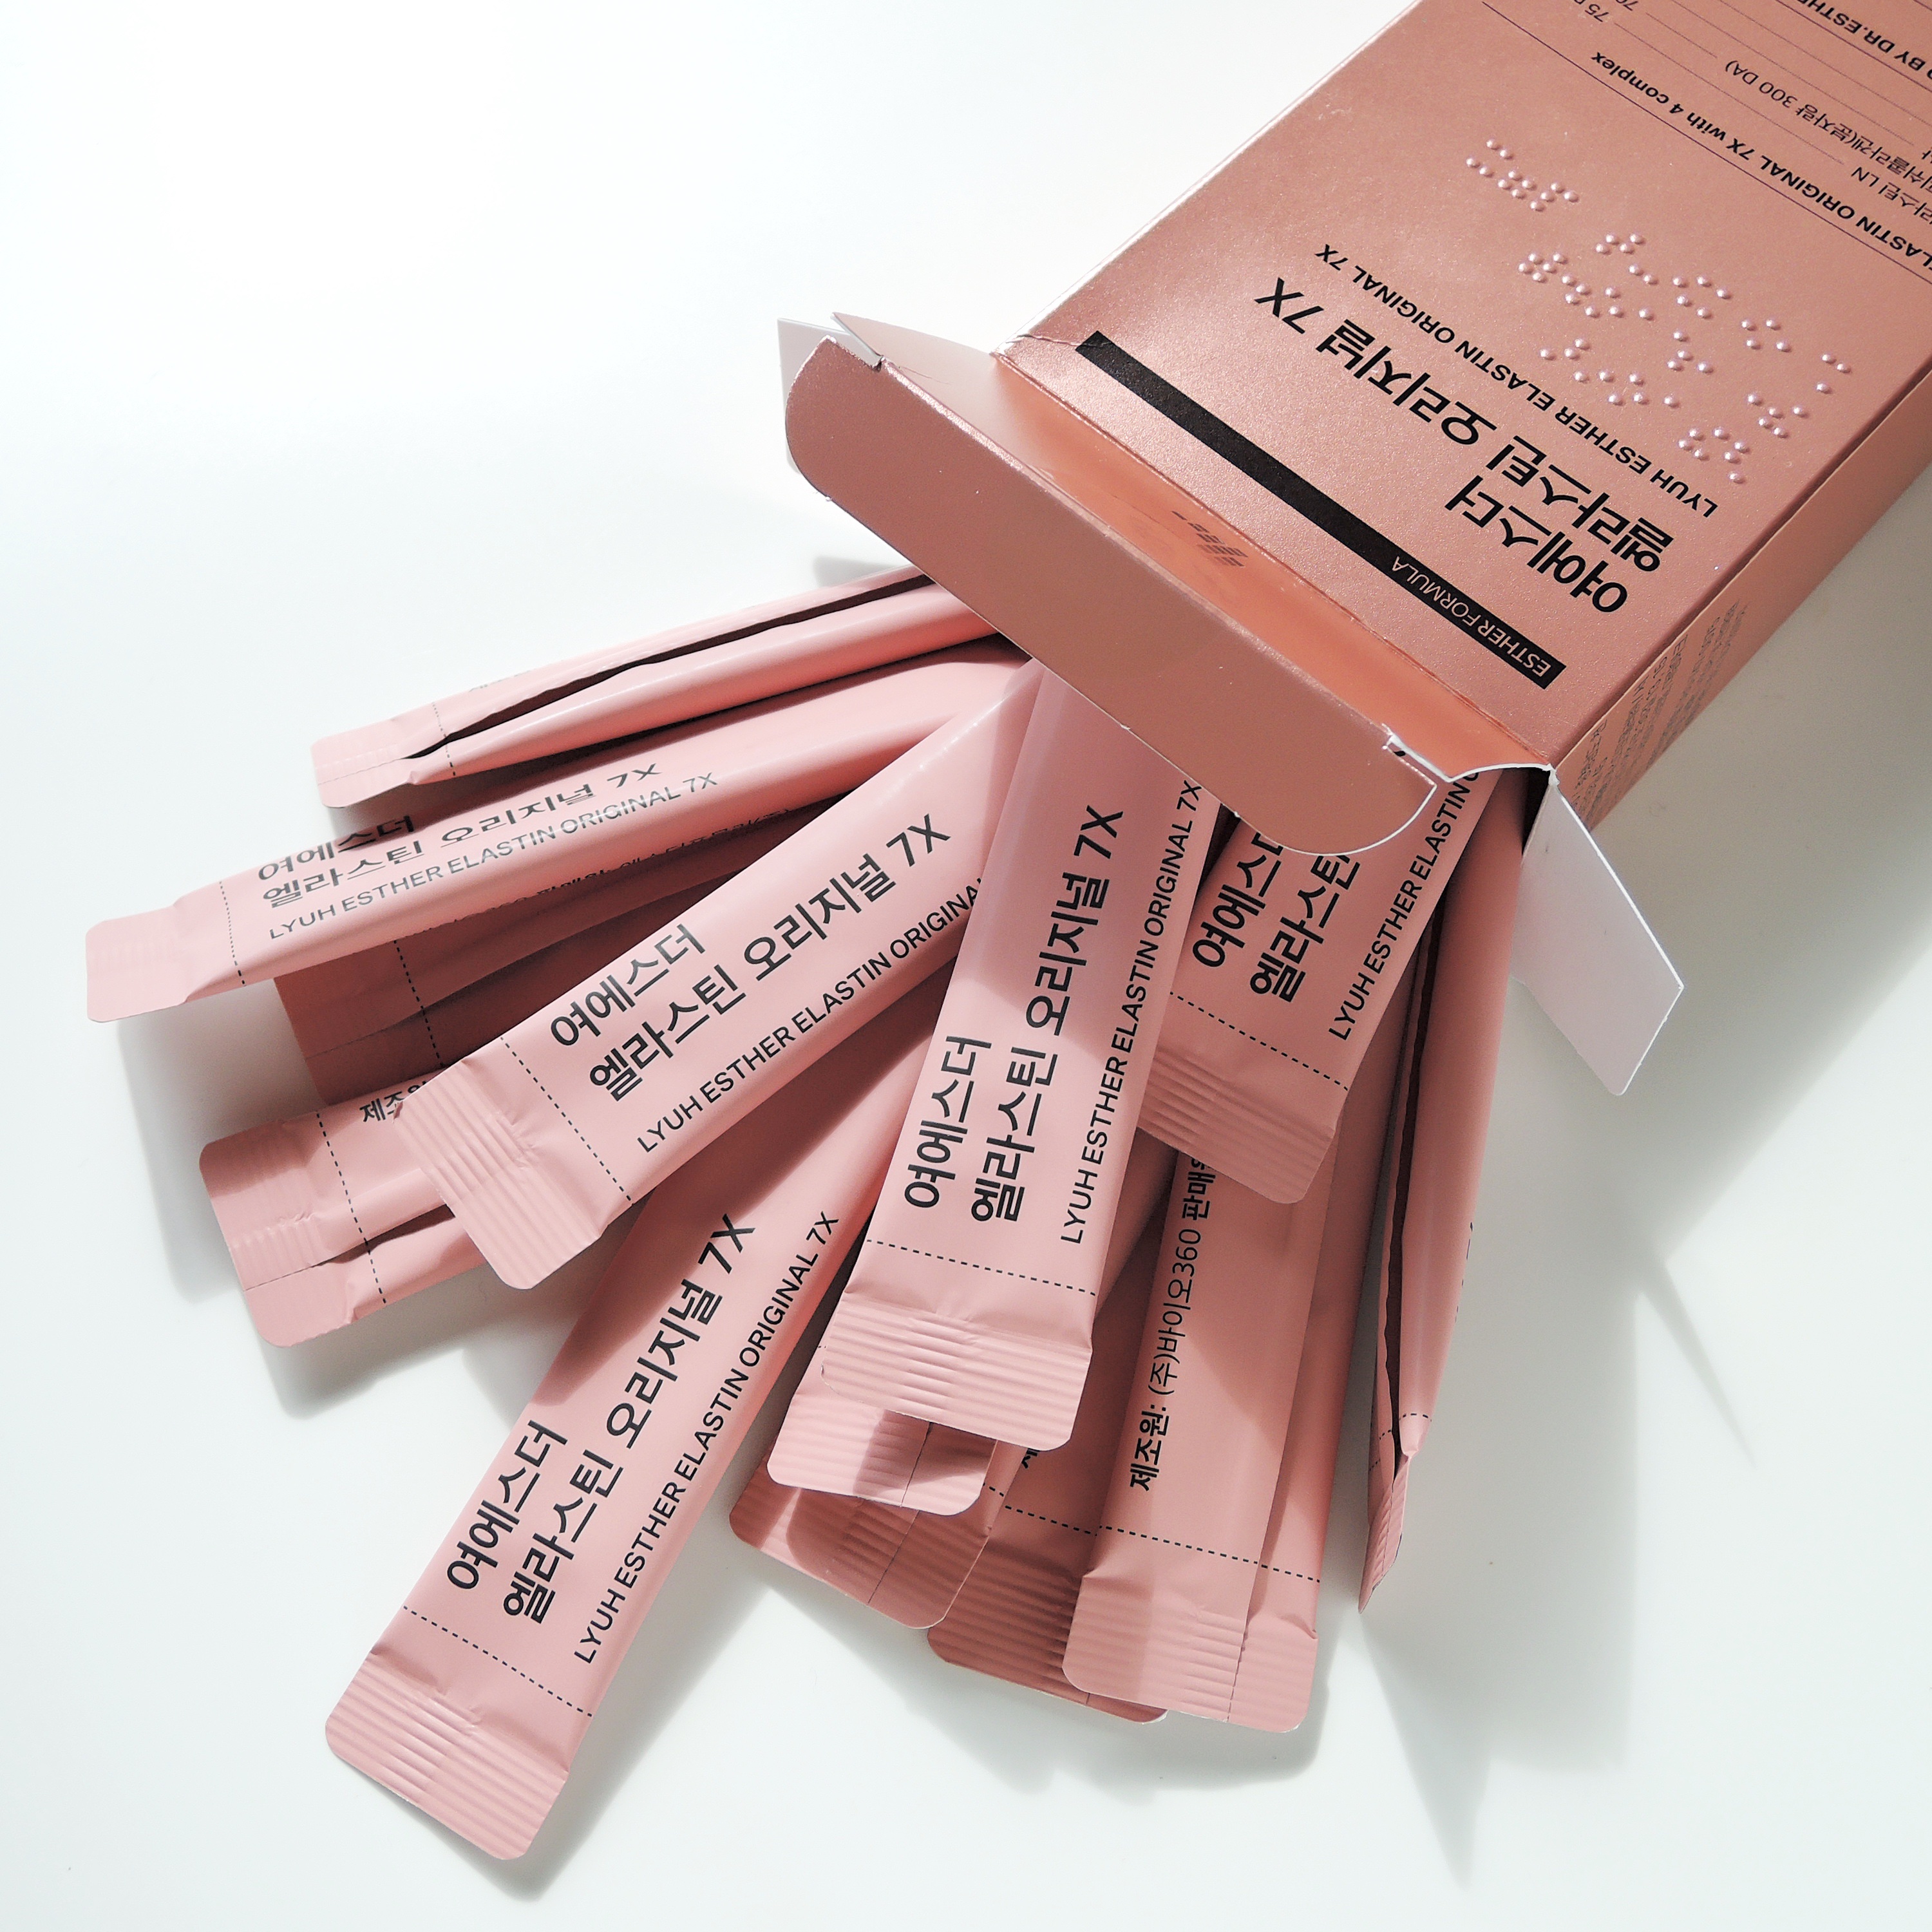 ESTHER FORMULA
여에스더
엘라스틴 오리지널 7X
LYUH ESTHER ELASTIN ORIGINAL 7X
ELASTIN ORIGINAL 7X with 4 complex
300 DA)
75
BY DR.ESTHER
여에스더
엘라스틴 오리지널 7X
LYUH ESTHER ELASTIN ORIGINAL 7X
여에스더
엘라스틴 오리지널 7X
LYUH ESTHER ELASTIN ORIGINAL
여에스더
엘라스틴 오리지널 7X
LYUH ESTHER ELASTIN ORIGINAL 7X
여에스더
엘라스틴
LYUH ESTHER ELASTIN
여에스더
엘라스틴 오리지널 7X
LYUH ESTHER ELASTIN ORIGINAL 7X
제조원: (주)바이오360 판매원